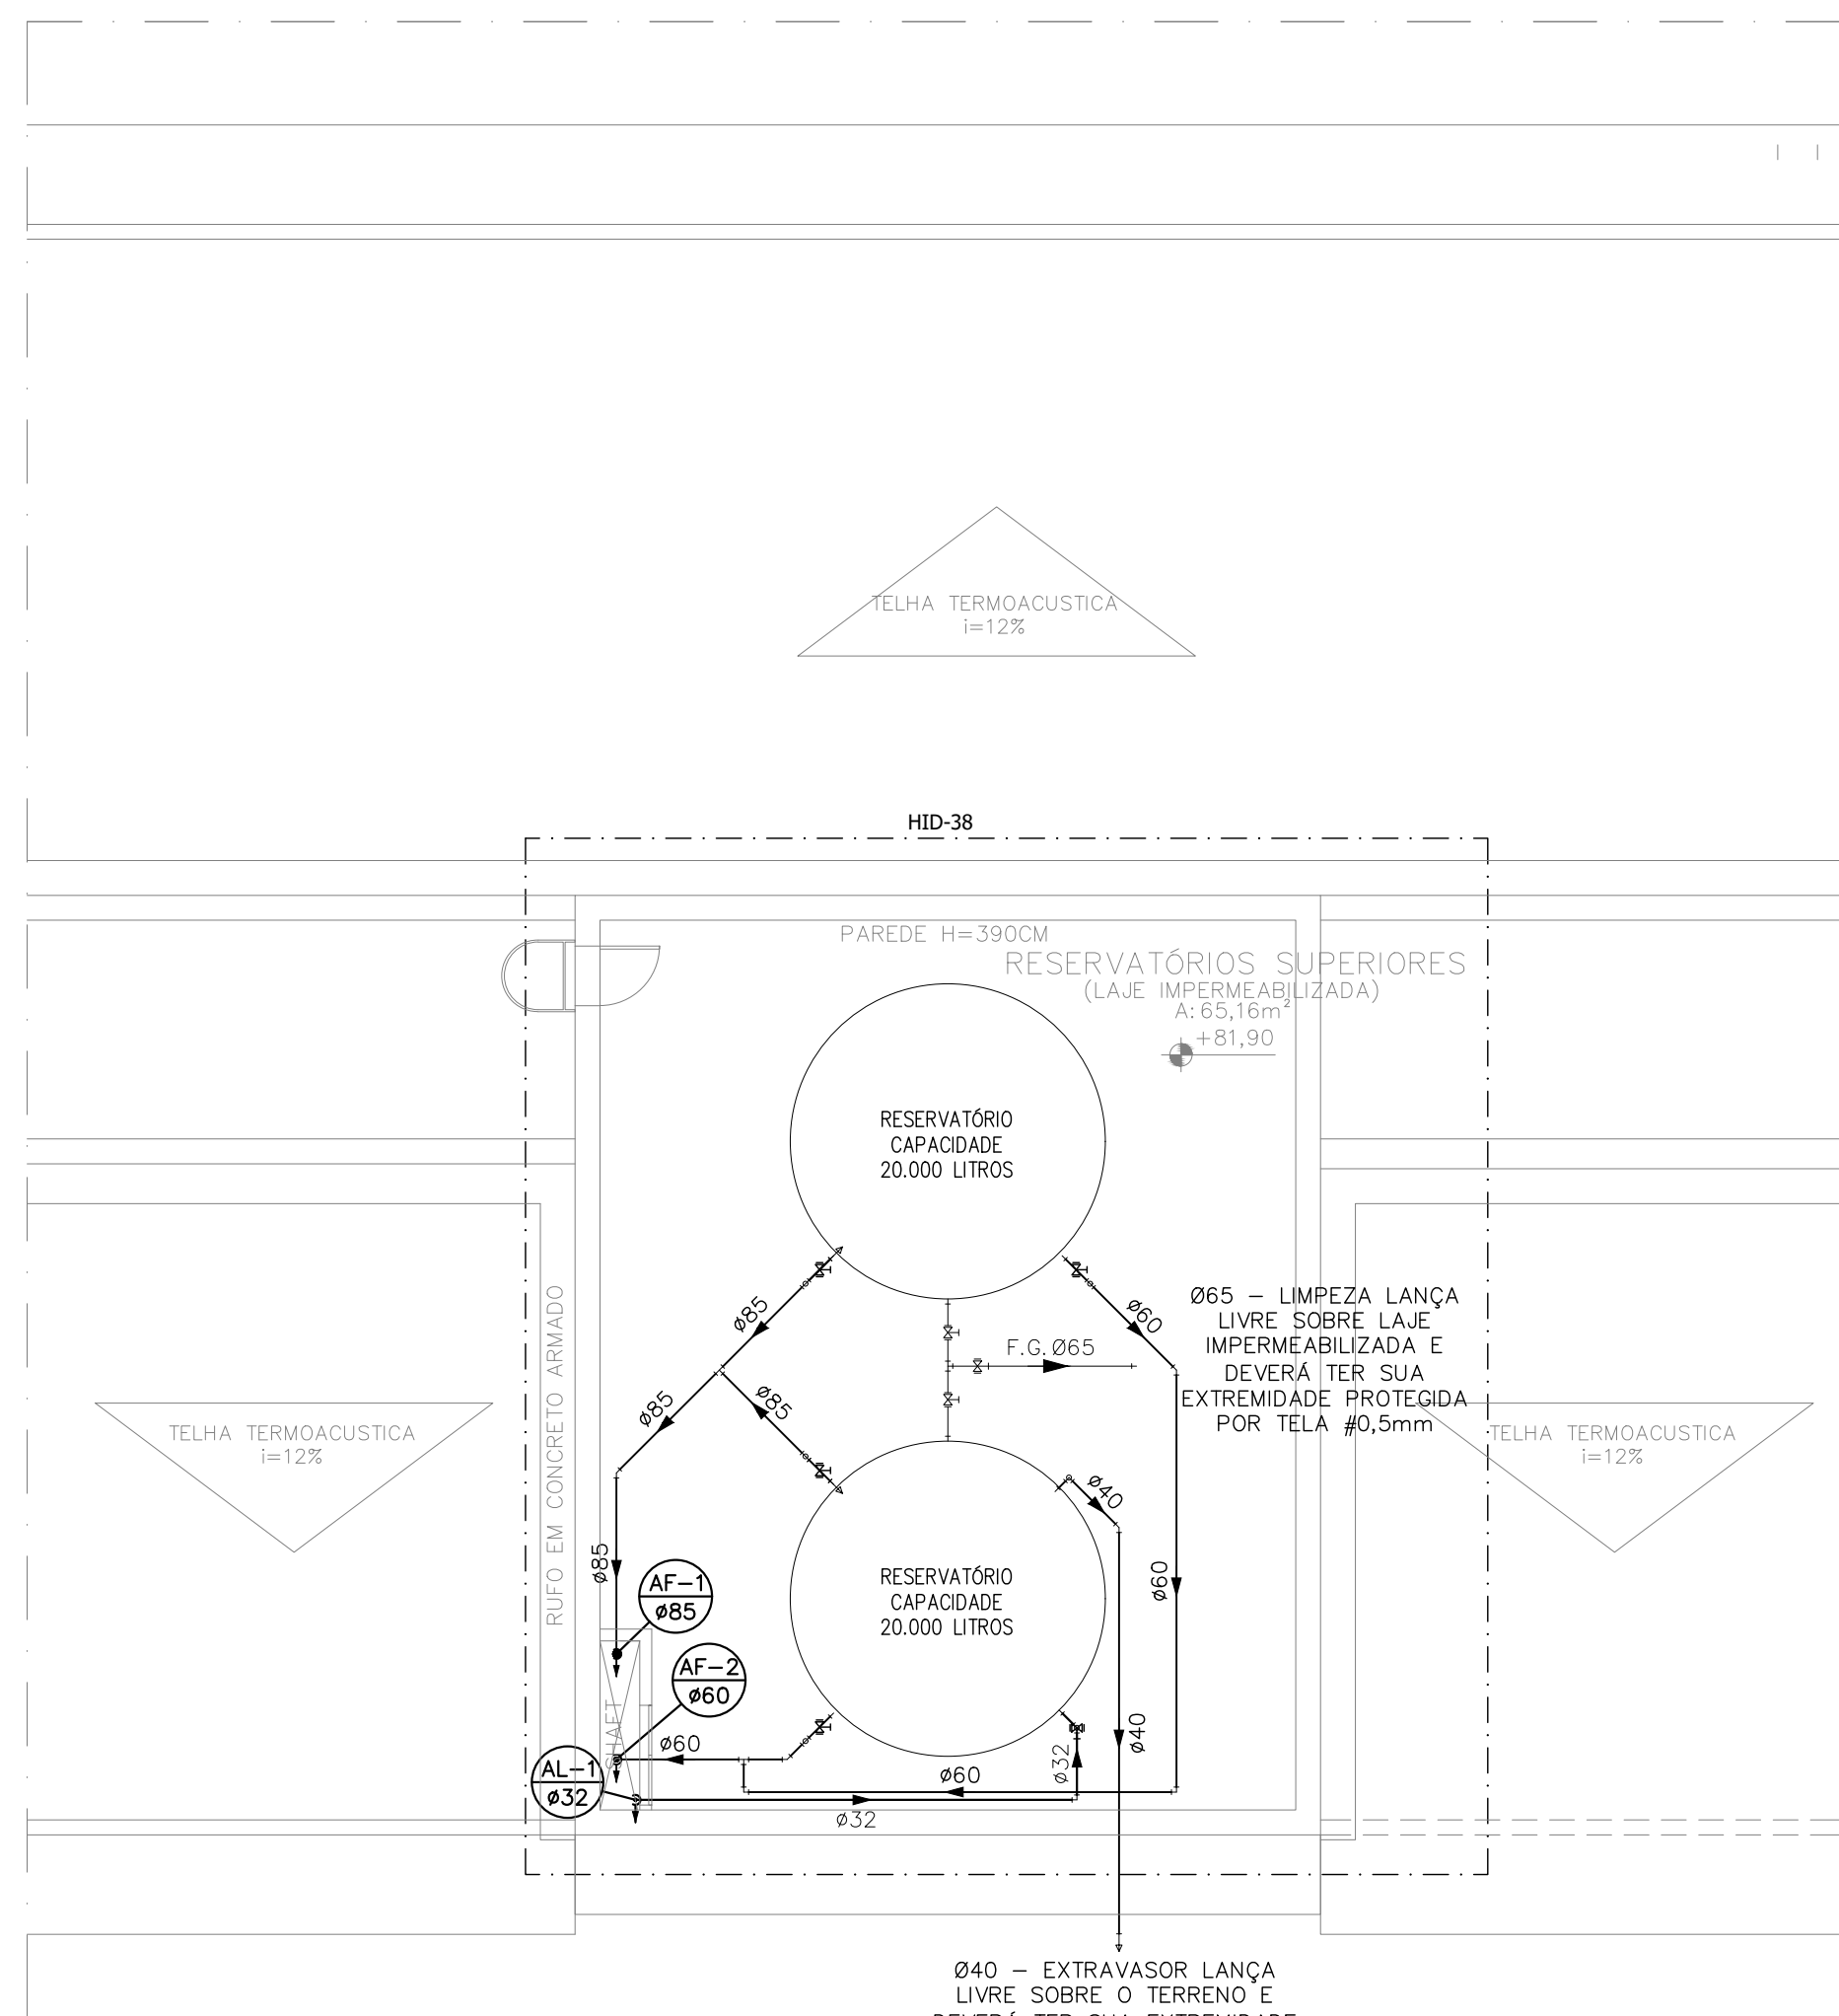 TELHA TERMOACUSTICA
i=12%
HID-38
PAREDE H=390CM
RESERVATÓRIOS SUPERIORES
(LAJE IMPERMEABILIZADA)
A: 65,16m²
+81,90
RESERVATÓRIO
CAPACIDADE
20.000 LITROS
ø85
ø60
F.G.Ø65
Ø65 – LIMPEZA LANÇA
LIVRE SOBRE LAJE
IMPERMEABILIZADA E
DEVERÁ TER SUA
EXTREMIDADE PROTEGIDA
POR TELA #0,5mm
ø85
ø85
RUFO EM CONCRETO ARMADO
TELHA TERMOACUSTICA
i=12%
TELHA TERMOACUSTICA
i=12%
ø40
ø85
ø60
AF-1
ø85
RESERVATÓRIO
CAPACIDADE
20.000 LITROS
AF-2
ø60
SHAFT
ø60
ø40
AL-1
ø32
ø60
ø32
ø32
Ø40 – EXTRAVASOR LANÇA
LIVRE SOBRE O TERRENO E
DEVERÁ TER SUA EXTREMIDADE